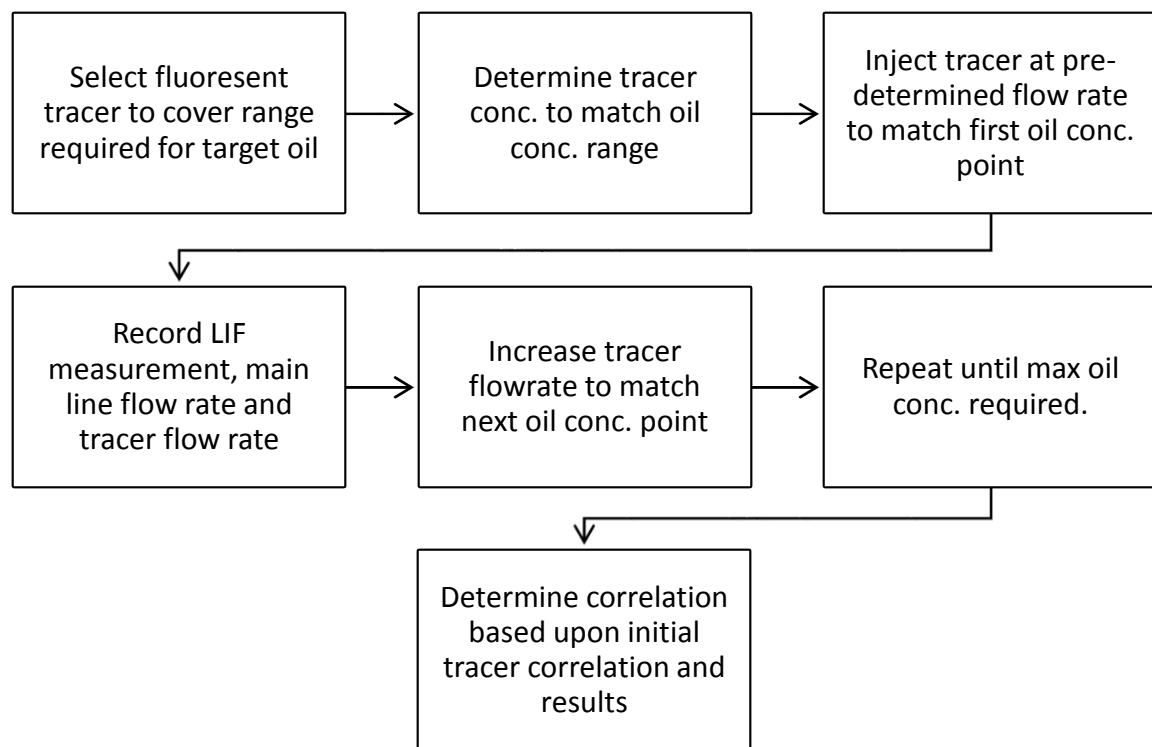 Select fluoresent
tracer to cover range
required for target oil
Determine tracer
conc. to match oil
conc. range
Inject tracer at pre-
determined flow rate
to match first oil conc.
point
Record LIF
measurement, main
line flow rate and
tracer flow rate
Increase tracer
flowrate to match
next oil conc. point
Repeat until max oil
conc. required.
Determine correlation
based upon initial
tracer correlation and
results